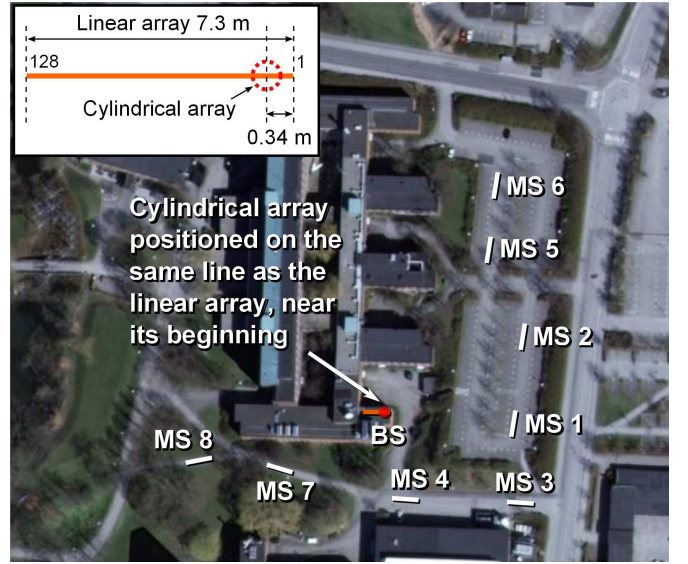 Linear array 7.3 m
128
1
Cylindrical array
0.34 m
Cylindrical array
positioned on the
same line as the
linear array, near
its beginning
MS 6
MS 5
MS 2
BS
MS 1
MS 8
MS 7
MS 4
MS 3